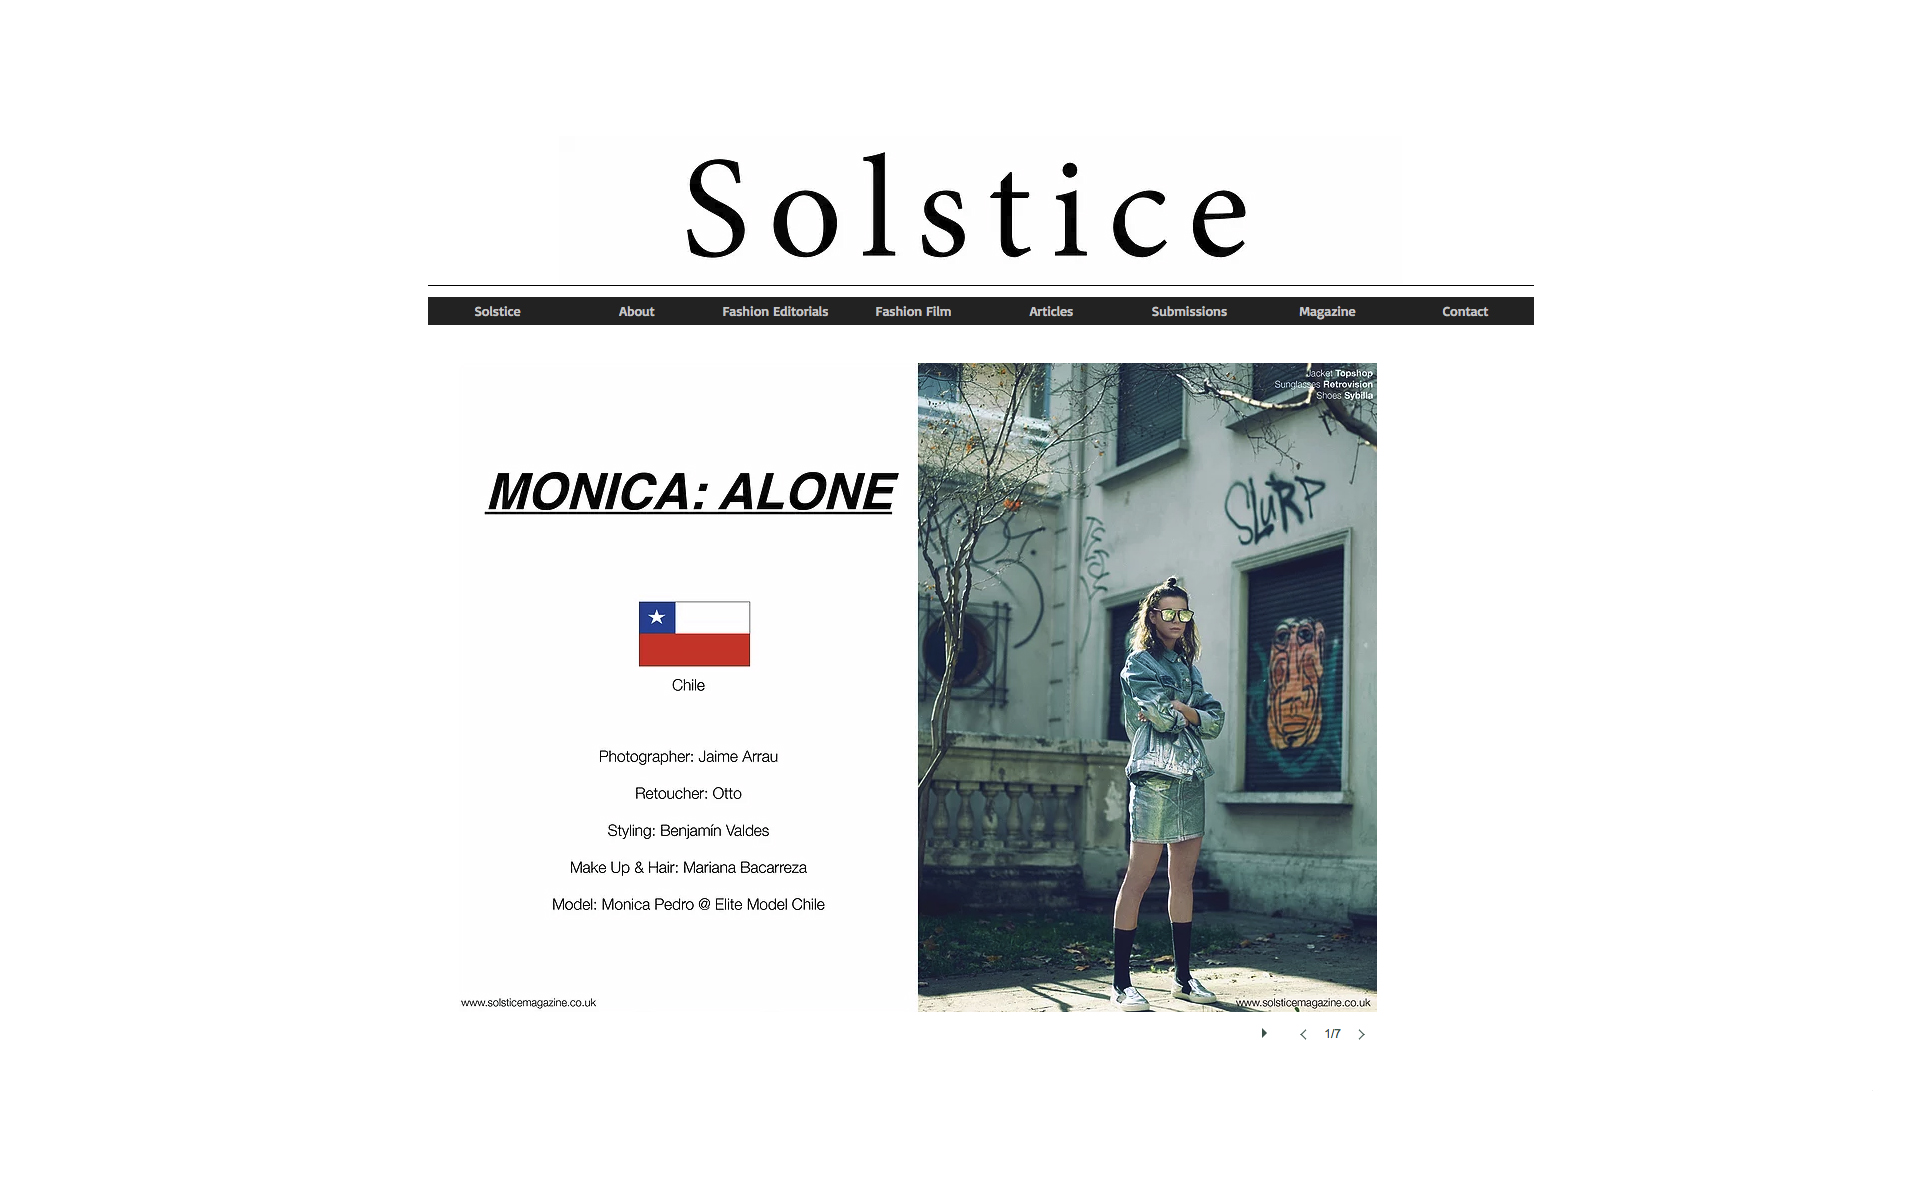 Solstice
Solstice About Fashion Editorials Fashion Film Articles Submissions Magazine Contact
MONICA: ALONE
Chile
Photographer: Jaime Arrau
Retoucher: Otto
Styling: Benjamín Valdes
Make Up & Hair: Mariana Bacarreza
Model: Monica Pedro @ Elite Model Chile
www.solsticemagazine.co.uk
Jacket Topshop
Sunglasses Retrovision
Shoes Sybilla
SLURP
www.solsticemagazine.co.uk
1/7